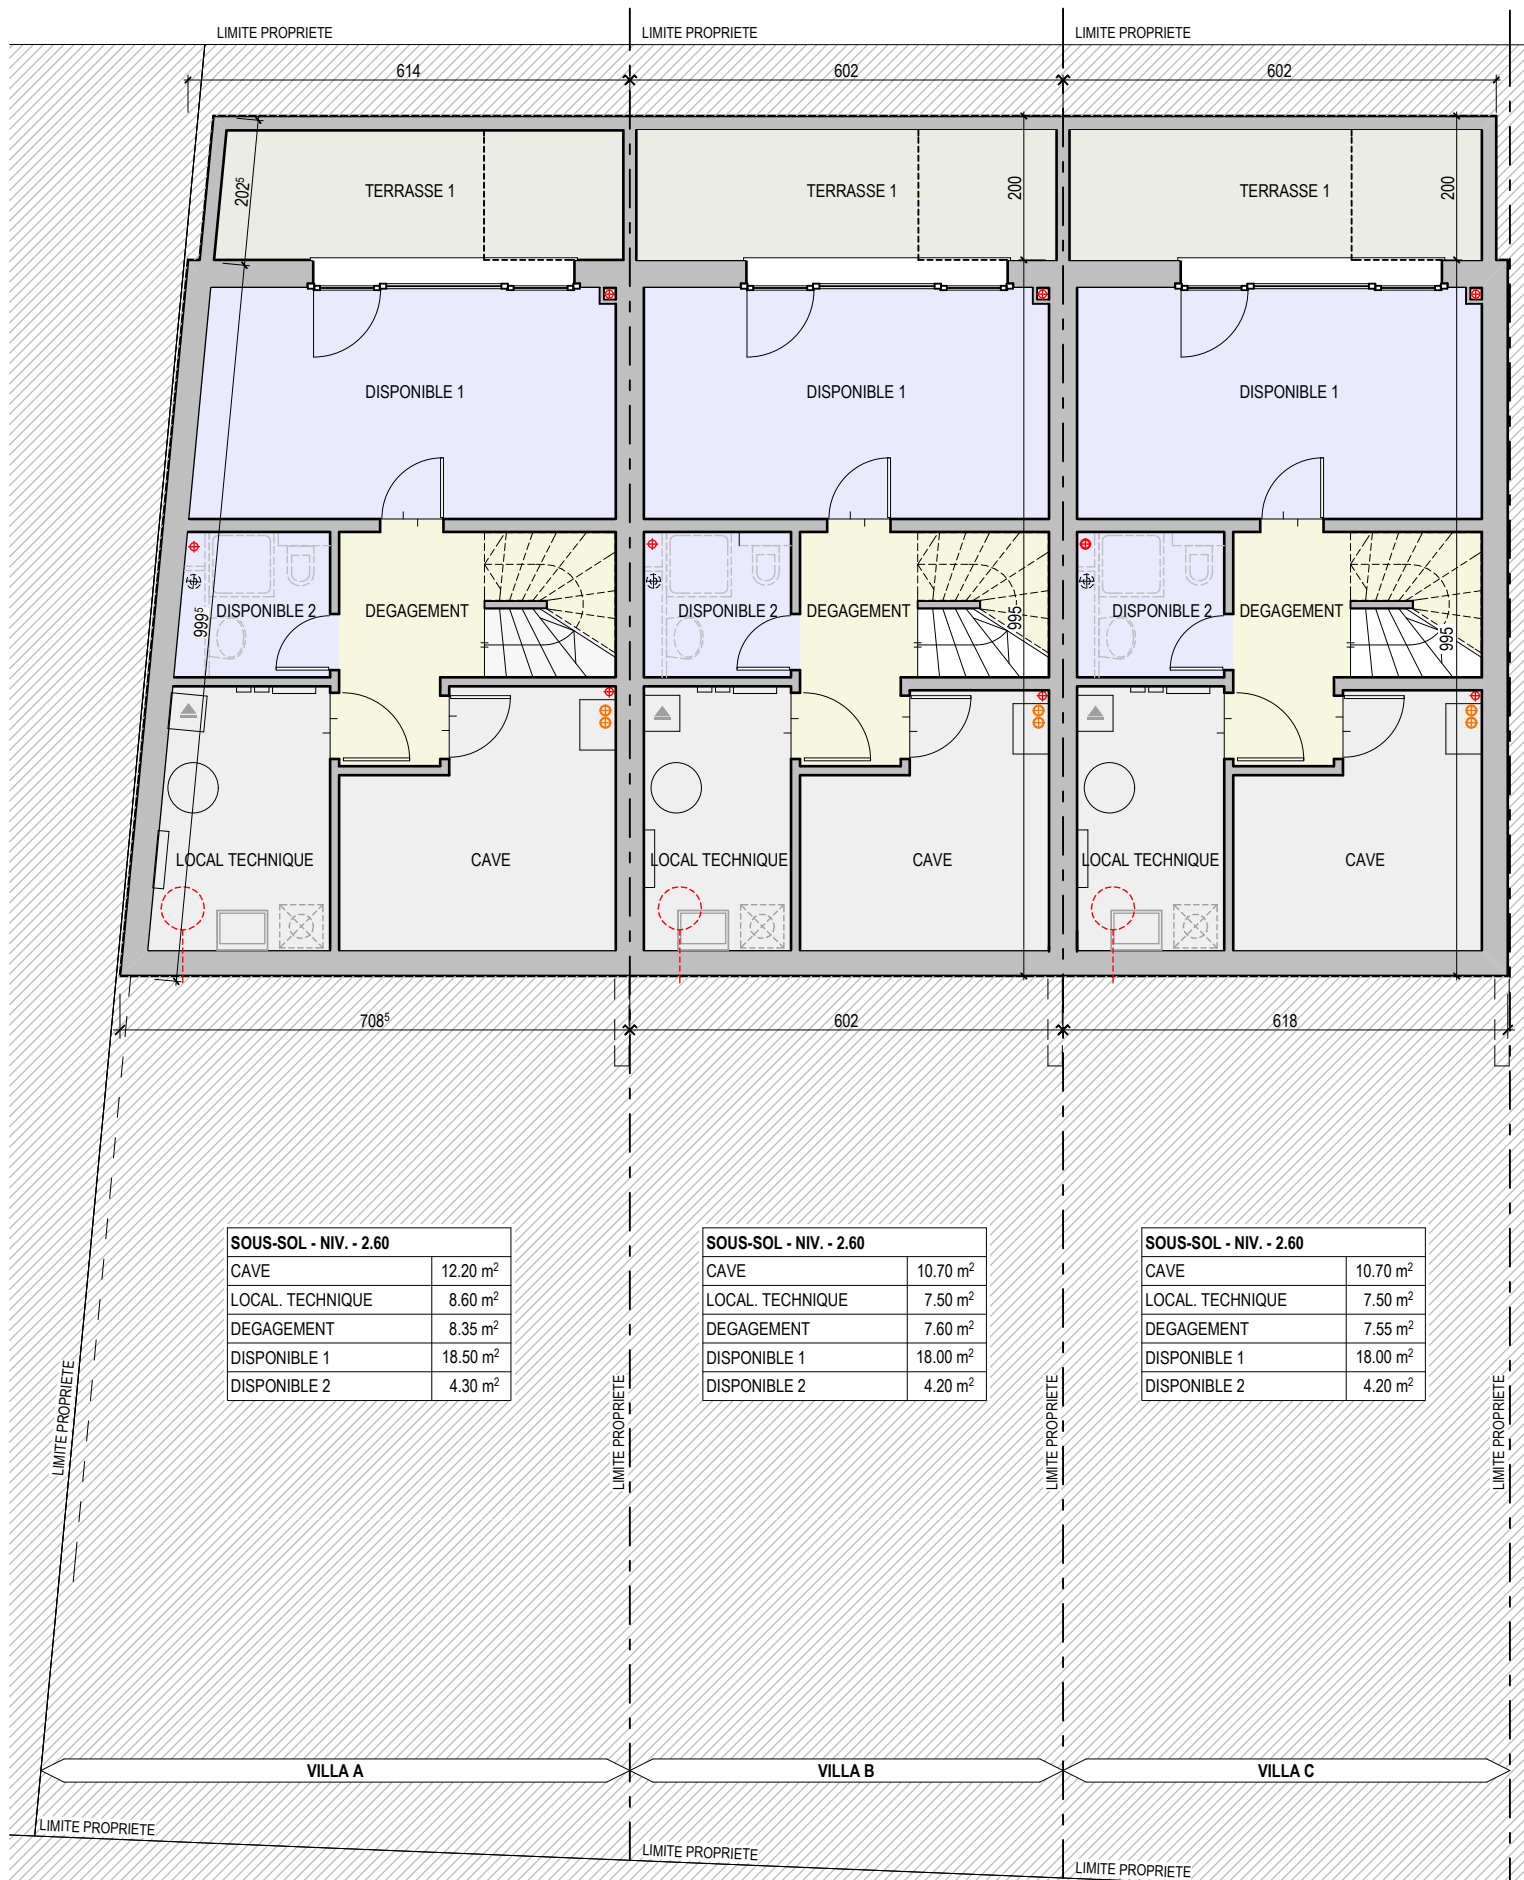 LIMITE PROPRIETE LIMITE PROPRIETE LIMITE PROPRIETE
614 602 602
TERRASSE 1 TERRASSE 1 TERRASSE 1
202⁵ 200 200
DISPONIBLE 1 DISPONIBLE 1 DISPONIBLE 1
DISPONIBLE 2 DEGAGEMENT DISPONIBLE 2 DEGAGEMENT DISPONIBLE 2 DEGAGEMENT
999⁵ 995 995
LOCAL TECHNIQUE CAVE LOCAL TECHNIQUE CAVE LOCAL TECHNIQUE CAVE
708⁵ 602 618
SOUS-SOL - NIV. - 2.60
CAVE 12.20 m²
LOCAL. TECHNIQUE 8.60 m²
DEGAGEMENT 8.35 m²
DISPONIBLE 1 18.50 m²
DISPONIBLE 2 4.30 m²
SOUS-SOL - NIV. - 2.60
CAVE 10.70 m²
LOCAL. TECHNIQUE 7.50 m²
DEGAGEMENT 7.60 m²
DISPONIBLE 1 18.00 m²
DISPONIBLE 2 4.20 m²
SOUS-SOL - NIV. - 2.60
CAVE 10.70 m²
LOCAL. TECHNIQUE 7.50 m²
DEGAGEMENT 7.55 m²
DISPONIBLE 1 18.00 m²
DISPONIBLE 2 4.20 m²
LIMITE PROPRIETE
LIMITE PROPRIETE
LIMITE PROPRIETE
LIMITE PROPRIETE
VILLA A VILLA B VILLA C
LIMITE PROPRIETE
LIMITE PROPRIETE
LIMITE PROPRIETE